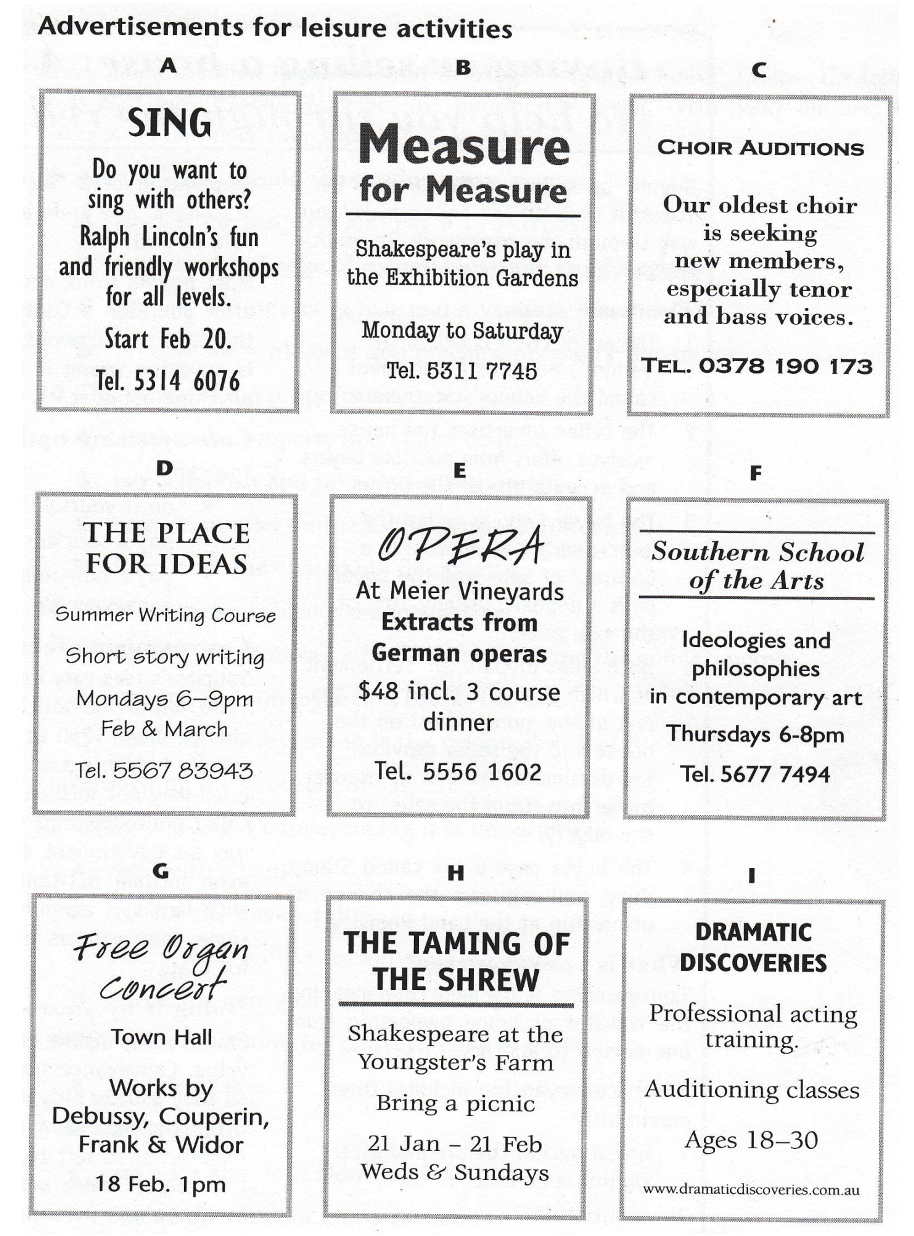 Advertisements for leisure activities
A
SING
Do you want to
sing with others?
Ralph Lincoln's fun
and friendly workshops
for all levels.
Start Feb 20.
Tel. 5314 6076
B
Measure
for Measure
Shakespeare's play in
the Exhibition Gardens
Monday to Saturday
Tel. 5311 7745
C
CHOIR AUDITIONS
Our oldest choir
is seeking
new members,
especially tenor
and bass voices.
TEL. 0378 190 173
D
THE PLACE
FOR IDEAS
Summer Writing Course
Short story writing
Mondays 6–9pm
Feb & March
Tel. 5567 83943
E
OPERA
At Meier Vineyards
Extracts from
German operas
$48 incl. 3 course
dinner
Tel. 5556 1602
F
Southern School
of the Arts
Ideologies and
philosophies
in contemporary art
Thursdays 6-8pm
Tel. 5677 7494
G
Free Organ
Concert
Town Hall
Works by
Debussy, Couperin,
Frank & Widor
18 Feb. 1pm
H
THE TAMING OF
THE SHREW
Shakespeare at the
Youngster's Farm
Bring a picnic
21 Jan – 21 Feb
Weds & Sundays
I
DRAMATIC
DISCOVERIES
Professional acting
training.
Auditioning classes
Ages 18–30
www.dramaticdiscoveries.com.au